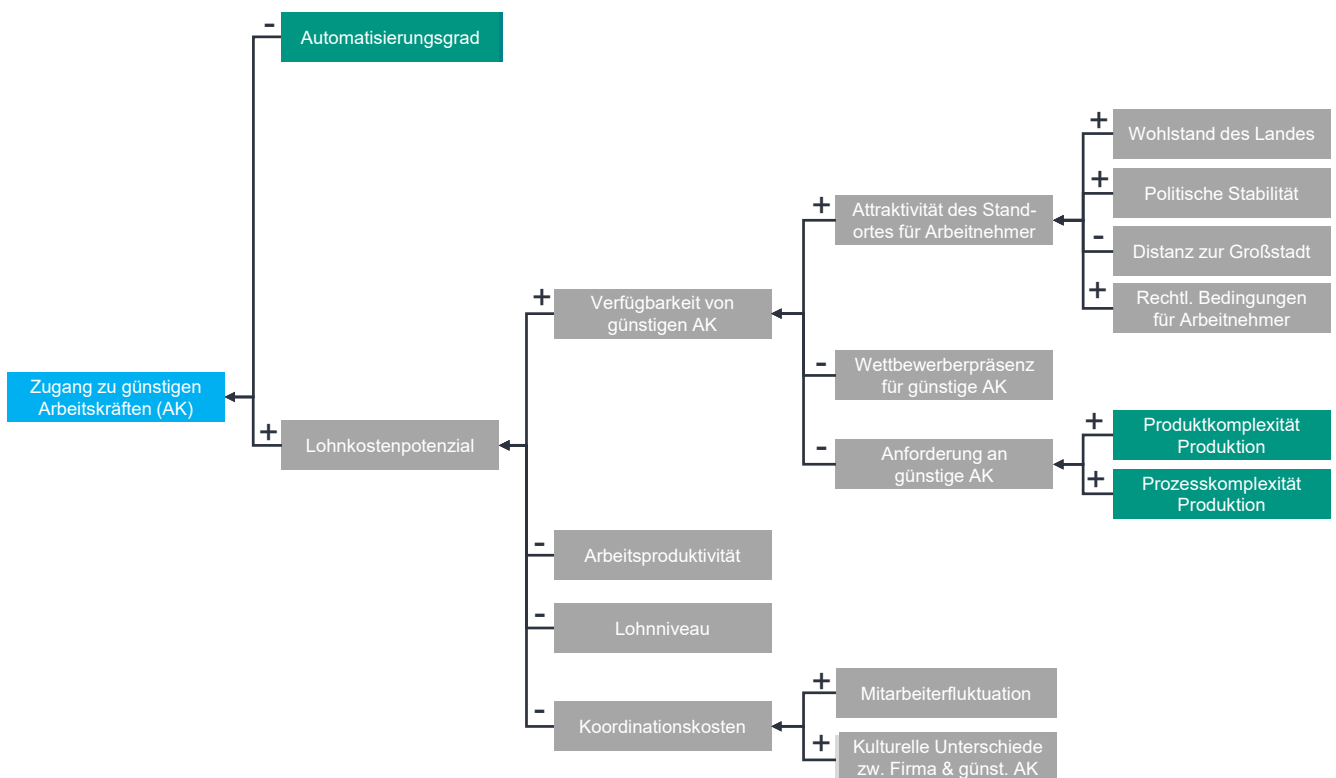 -
Automatisierungsgrad
+
Wohlstand des Landes
+
Politische Stabilität
+
Attraktivität des Stand-
ortes für Arbeitnehmer
-
Distanz zur Großstadt
+
Rechtl. Bedingungen
für Arbeitnehmer
+
Verfügbarkeit von
günstigen AK
-
Wettbewerberpräsenz
für günstige AK
Zugang zu günstigen
Arbeitskräften (AK)
+
Lohnkostenpotenzial
-
Anforderung an
günstige AK
+
Produktkomplexität
Produktion
+
Prozesskomplexität
Produktion
-
Arbeitsproduktivität
-
Lohnniveau
-
Koordinationskosten
+
Mitarbeiterfluktuation
+
Kulturelle Unterschiede
zw. Firma & günst. AK